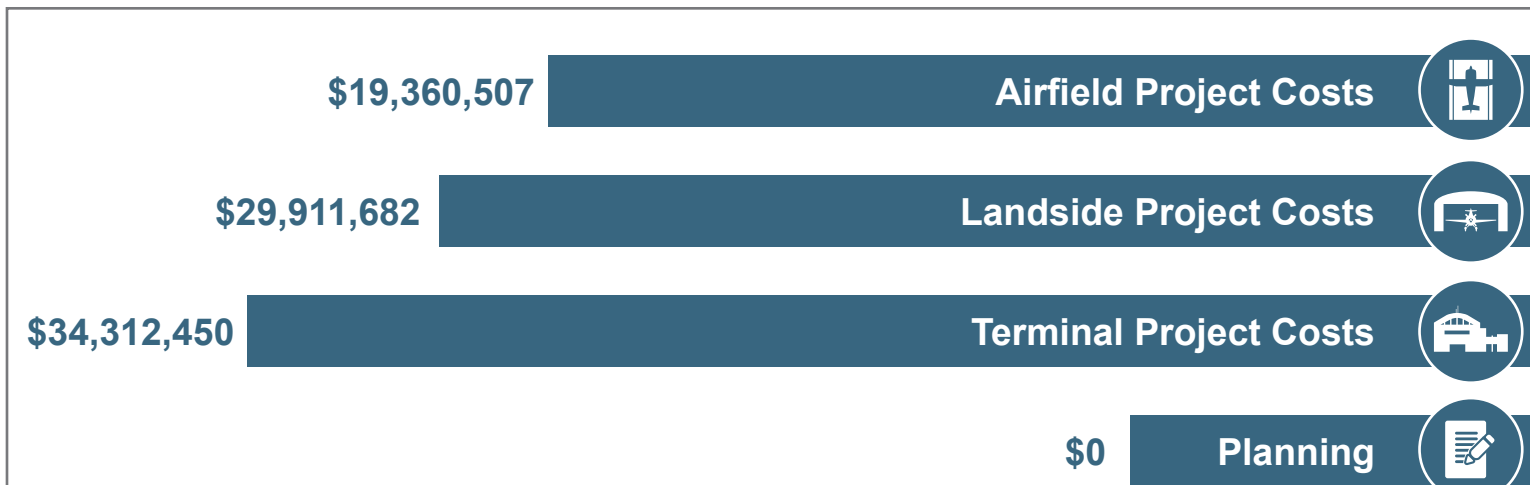 $19,360,507 Airfield Project Costs
$29,911,682 Landside Project Costs
$34,312,450 Terminal Project Costs
$0 Planning